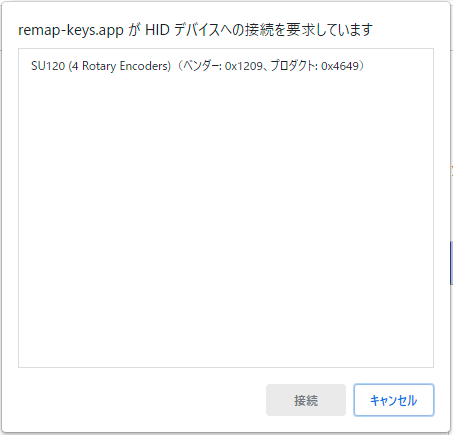 remap-keys.app が HID デバイスへの接続を要求しています
SU120 (4 Rotary Encoders)（ベンダー: 0x1209、プロダクト: 0x4649）
接続
キャンセル